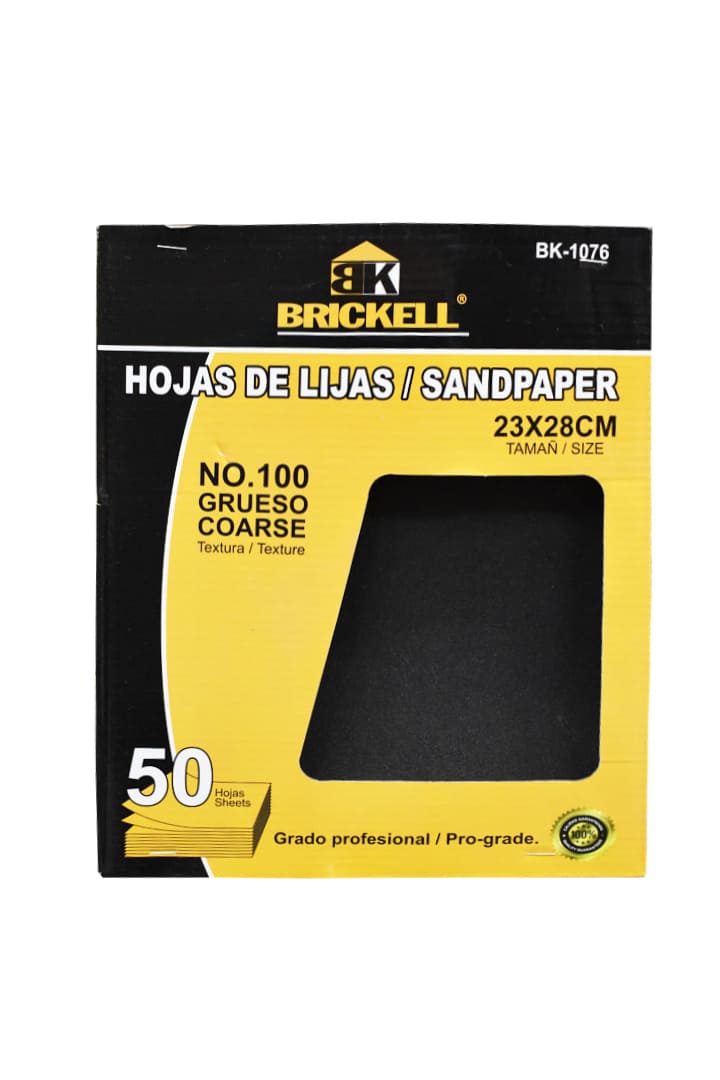 BK-1076
BK
BRICKELL®
HOJAS DE LIJAS / SANDPAPER
23X28CM
TAMAÑ / SIZE
NO.100
GRUESO
COARSE
Textura / Texture
50
Hojas
Sheets
Grado profesional / Pro-grade.
100%